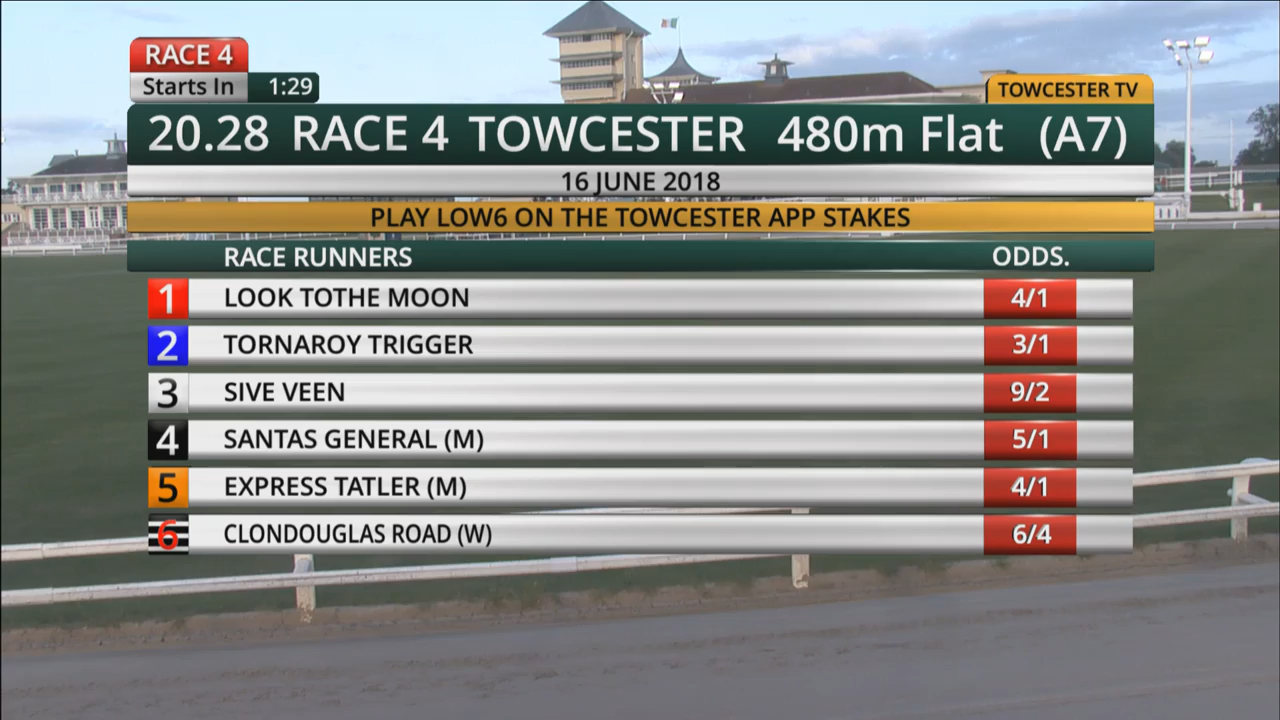 RACE 4
Starts In 1:29
TOWCESTER TV
20.28 RACE 4 TOWCESTER 480m Flat (A7)
16 JUNE 2018
PLAY LOW6 ON THE TOWCESTER APP STAKES
RACE RUNNERS ODDS.
1 LOOK TOTHE MOON 4/1
2 TORNAROY TRIGGER 3/1
3 SIVE VEEN 9/2
4 SANTAS GENERAL (M) 5/1
5 EXPRESS TATLER (M) 4/1
6 CLONDOUGLAS ROAD (W) 6/4